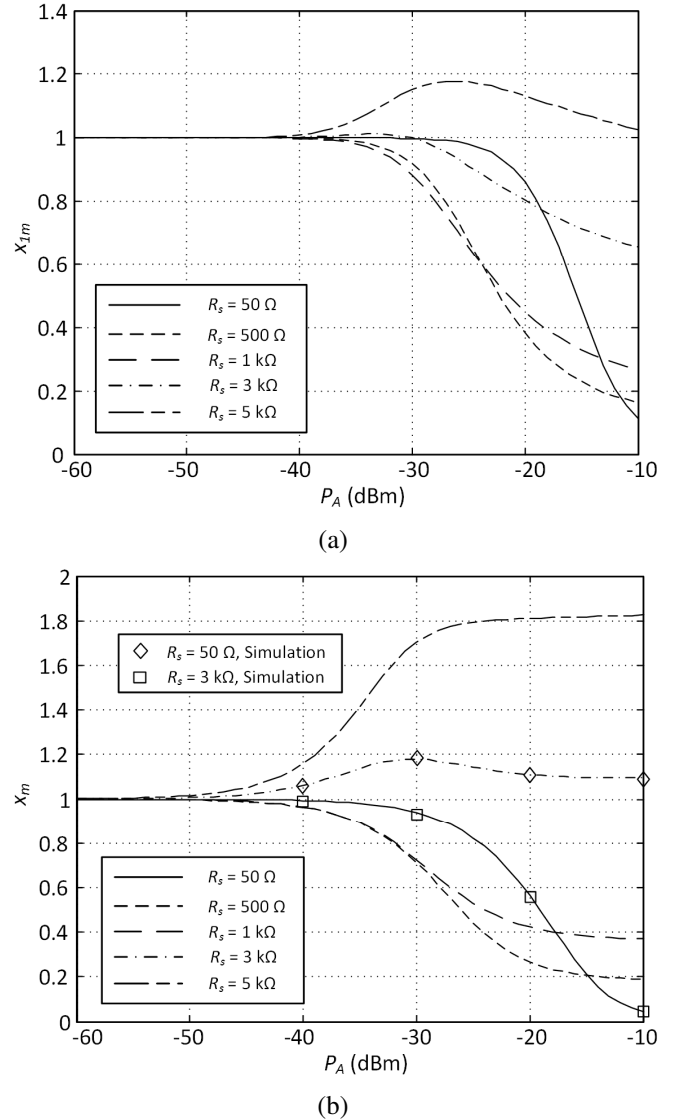 1.4
1.2
1
0.8
0.6
0.4
0.2
0
x1m
Rs = 50 Ω
Rs = 500 Ω
Rs = 1 kΩ
Rs = 3 kΩ
Rs = 5 kΩ
-60 -50 -40 -30 -20 -10
PA (dBm)
(a)
2
1.8
1.6
1.4
1.2
1
0.8
0.6
0.4
0.2
0
xm
Rs = 50 Ω, Simulation
Rs = 3 kΩ, Simulation
Rs = 50 Ω
Rs = 500 Ω
Rs = 1 kΩ
Rs = 3 kΩ
Rs = 5 kΩ
-60 -50 -40 -30 -20 -10
PA (dBm)
(b)